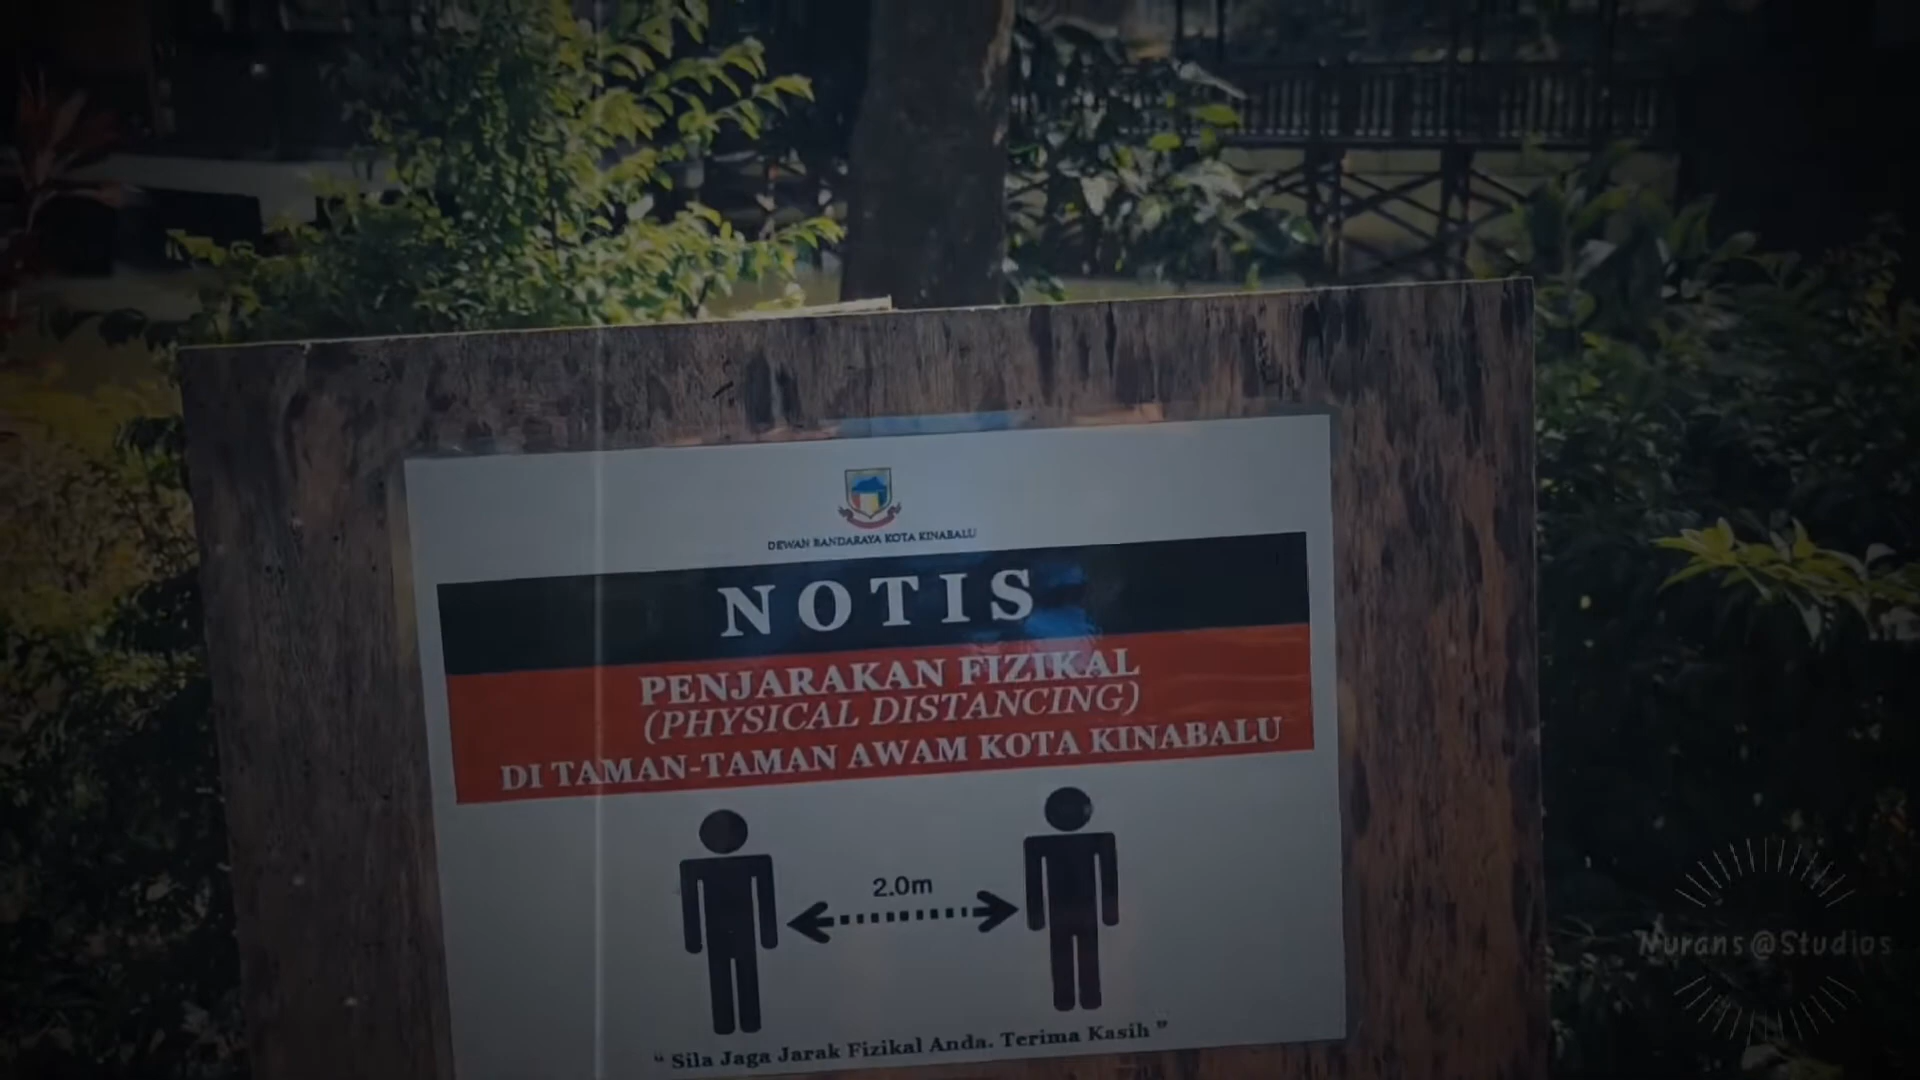 DEWAN BANDARAYA KOTA KINABALU
NOTIS
PENJARAKAN FIZIKAL
(PHYSICAL DISTANCING)
DI TAMAN-TAMAN AWAM KOTA KINABALU
2.0m
“ Sila Jaga Jarak Fizikal Anda. Terima Kasih ”
Nurans@Studios